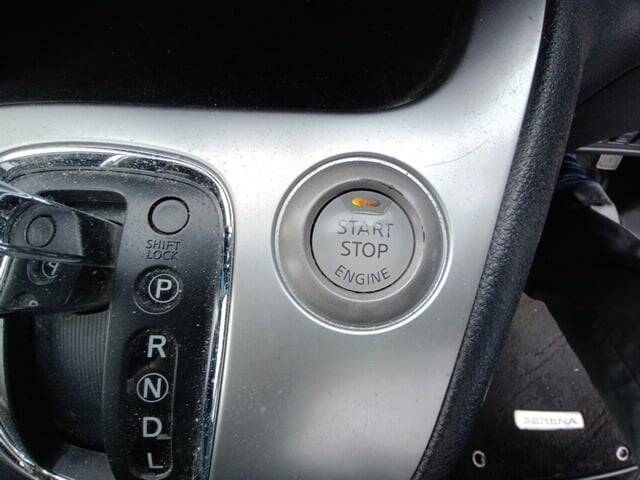 SHIFT
LOCK
P
R
N
D
L
START
STOP
ENGINE
SERENA